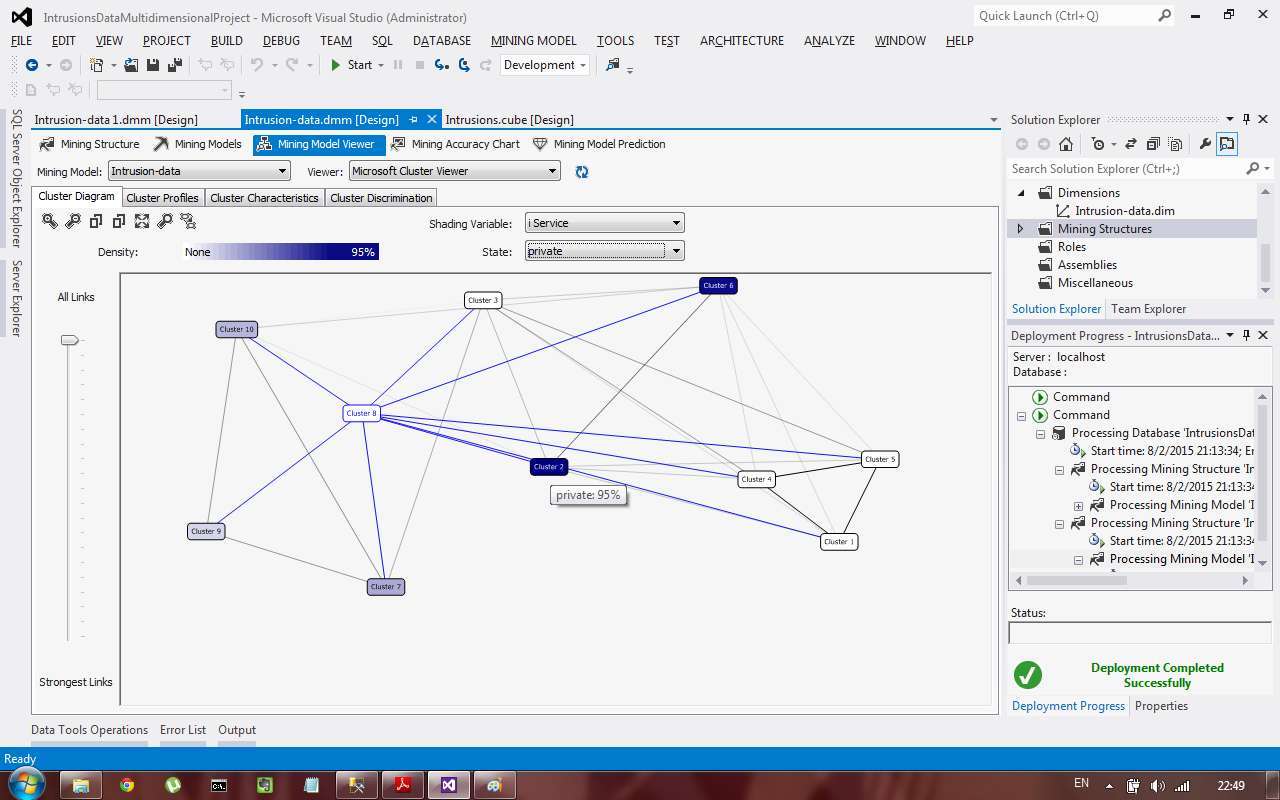 IntrusionsDataMultidimensionalProject - Microsoft Visual Studio (Administrator)
Quick Launch (Ctrl+Q)
FILE EDIT VIEW PROJECT BUILD DEBUG TEAM SQL DATABASE MINING MODEL TOOLS TEST ARCHITECTURE ANALYZE WINDOW HELP
Start Development
SQL Server Object Explorer
Server Explorer
Intrusion-data 1.dmm [Design] Intrusion-data.dmm [Design] Intrusions.cube [Design]
Mining Structure Mining Models Mining Model Viewer Mining Accuracy Chart Mining Model Prediction
Mining Model: Intrusion-data Viewer: Microsoft Cluster Viewer
Cluster Diagram Cluster Profiles Cluster Characteristics Cluster Discrimination
Shading Variable: i Service
Density: None 95% State: private
All Links
Strongest Links
Cluster 6
Cluster 3
Cluster 10
Cluster 8
Cluster 5
Cluster 2
Cluster 4
private: 95%
Cluster 9
Cluster 1
Cluster 7
Solution Explorer
Search Solution Explorer (Ctrl+;)
Dimensions
Intrusion-data.dim
Mining Structures
Roles
Assemblies
Miscellaneous
Solution Explorer Team Explorer
Deployment Progress - IntrusionsData...
Server : localhost
Database :
Command
Command
Processing Database 'IntrusionsDat
Start time: 8/2/2015 21:13:34; En
Processing Mining Structure 'In
Start time: 8/2/2015 21:13:34
Processing Mining Model 'I
Processing Mining Structure 'In
Start time: 8/2/2015 21:13:34
Processing Mining Model 'I
Status:
Deployment Completed
Successfully
Deployment Progress Properties
Data Tools Operations Error List Output
Ready
EN 22:49